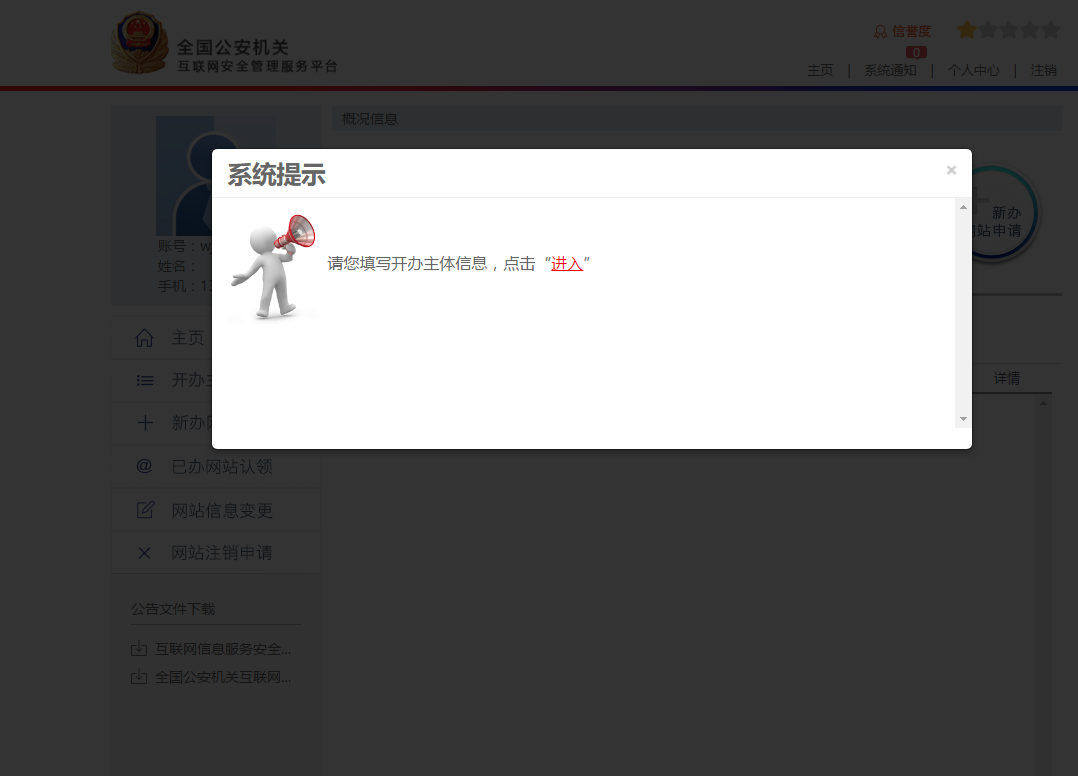 全国公安机关
互联网安全管理服务平台
信誉度
0
主页 | 系统通知 | 个人中心 | 注销
概况信息
系统提示
×
请您填写开办主体信息，点击“进入”
新办
网站申请
账号：w
姓名：
手机：13
主页
开办主
新办网
@ 已办网站认领
网站信息变更
网站注销申请
详情
公告文件下载
互联网信息服务安全...
全国公安机关互联网...